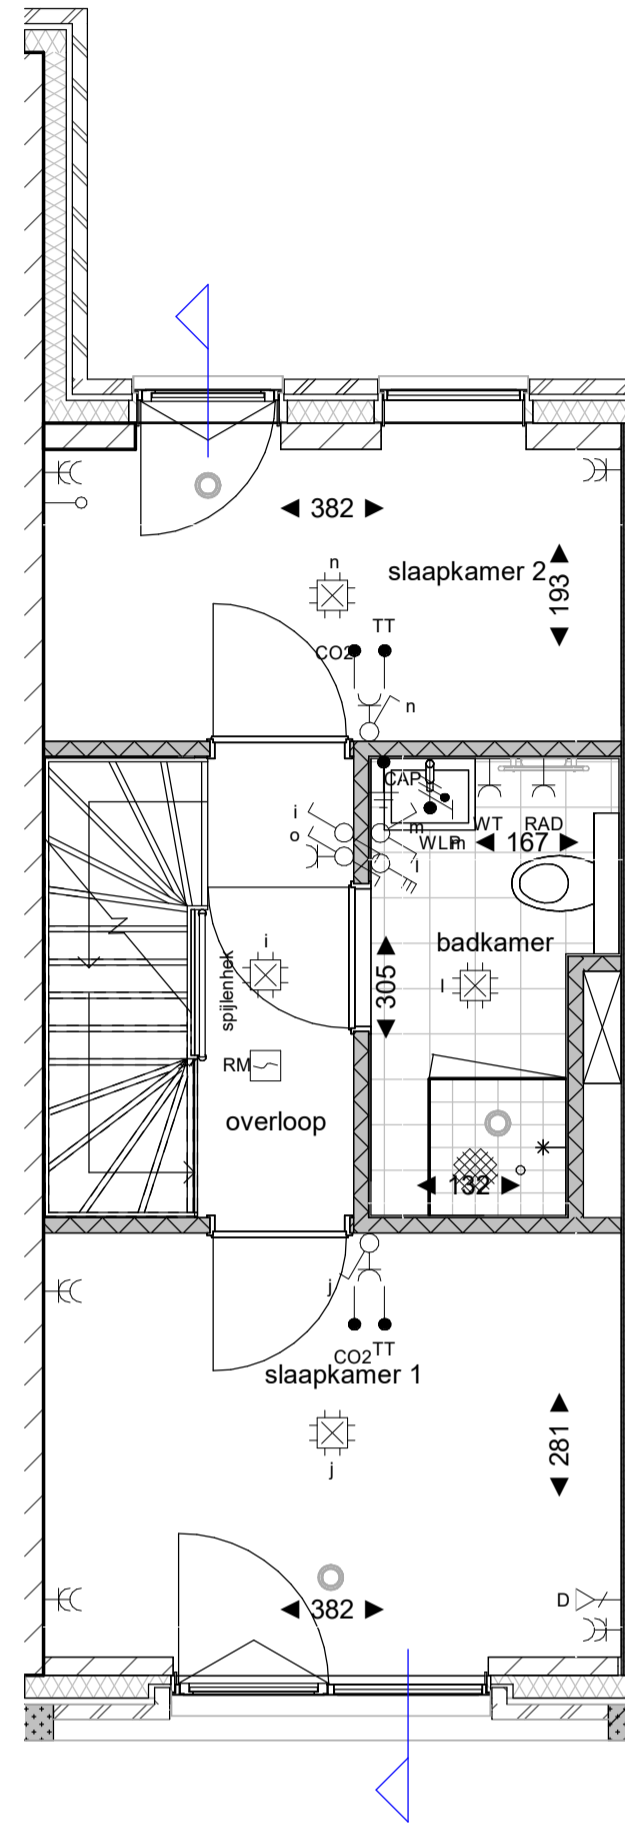 382
n
slaapkamer 2
193
CO2
TT
n
CAP
i
o
m
WLP
m
WT
RAD
167
l
badkamer
305
l
spijlenhek
i
RM
overloop
132
j
CO2
TT
slaapkamer 1
j
281
D
382